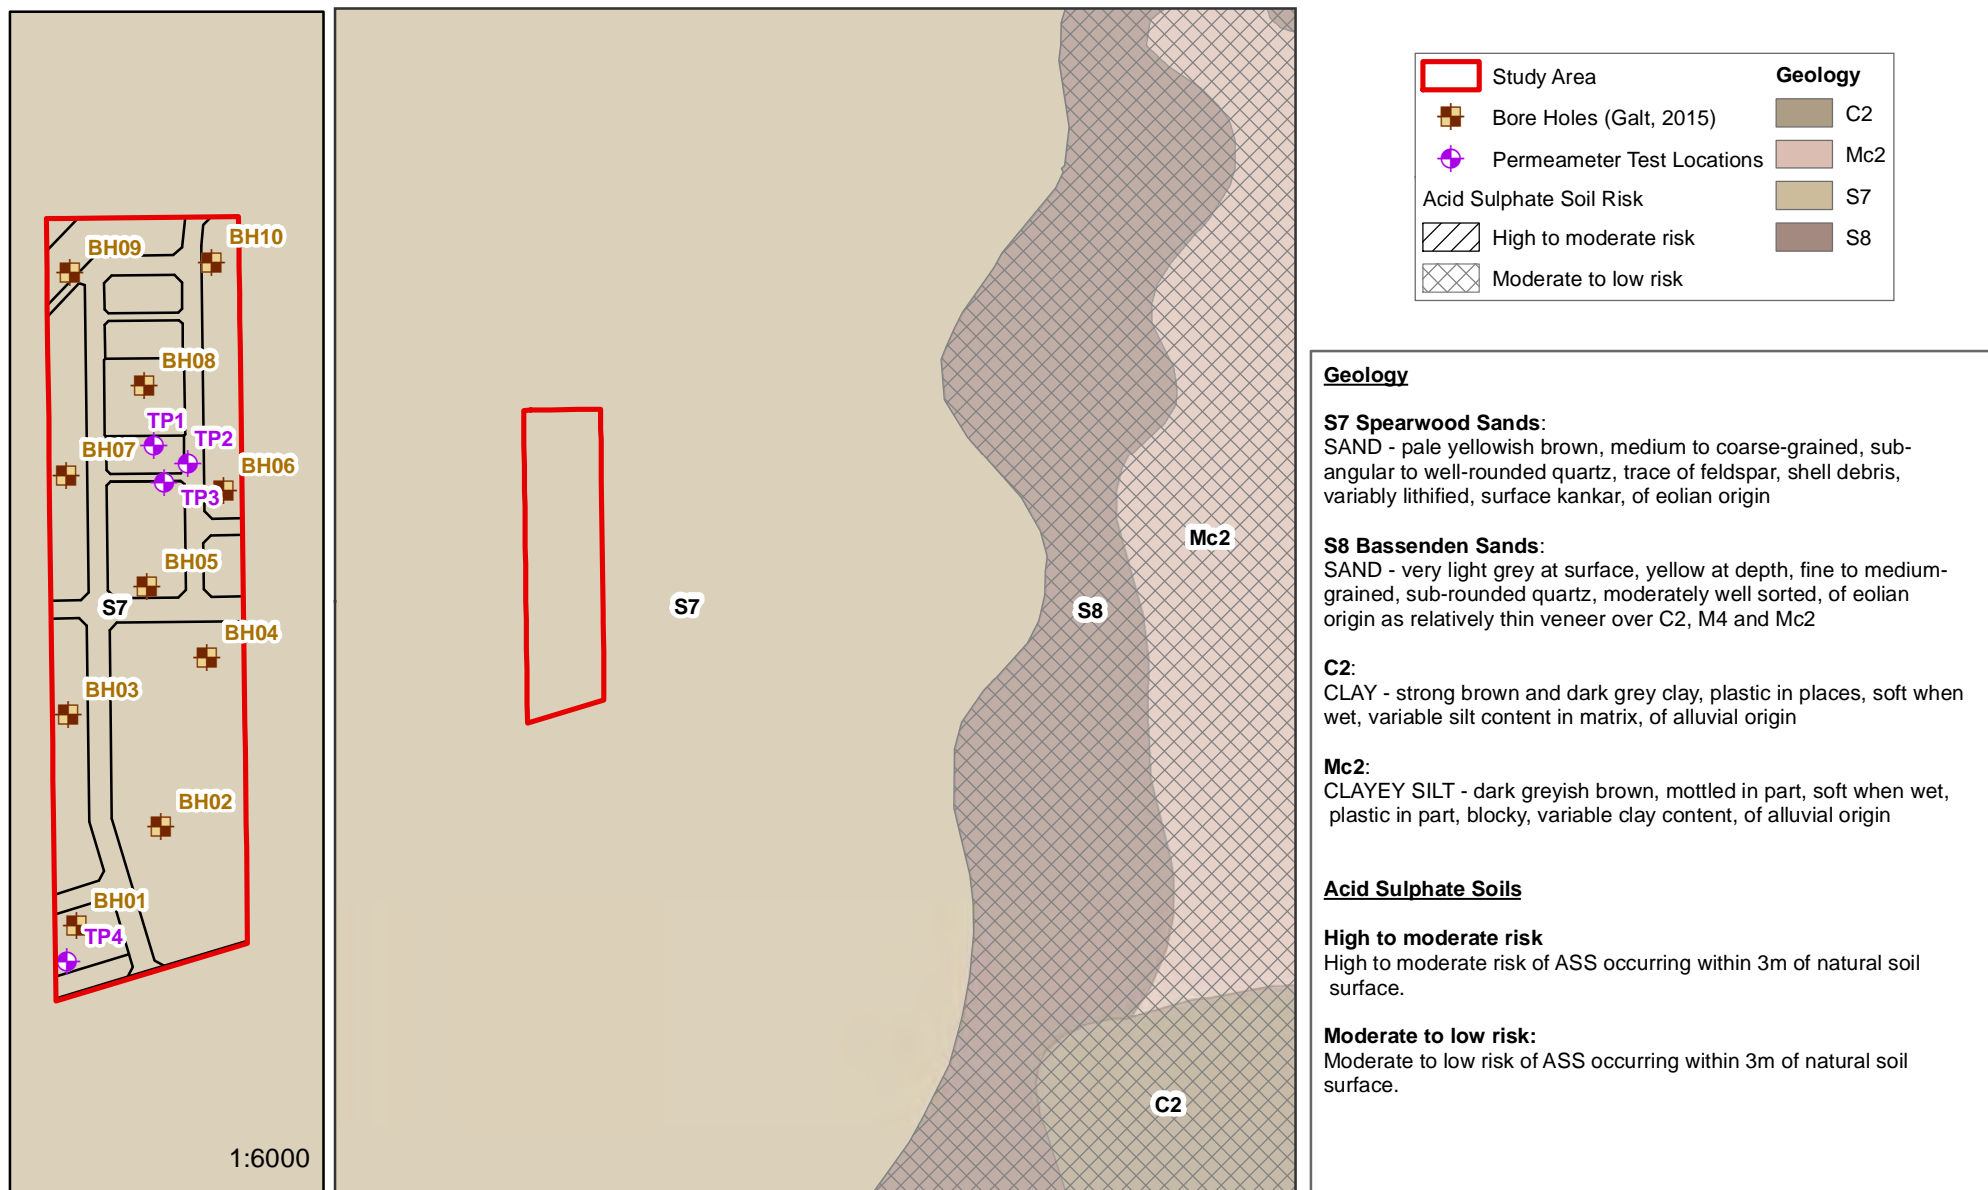 BH09
BH10
BH08
TP1
TP2
BH07
BH06
TP3
BH05
S7
BH04
BH03
BH02
BH01
TP4
1:6000
S7
S8
Mc2
C2
Study Area
Bore Holes (Galt, 2015)
Permeameter Test Locations
Acid Sulphate Soil Risk
High to moderate risk
Moderate to low risk
Geology
C2
Mc2
S7
S8
Geology
S7 Spearwood Sands:
SAND - pale yellowish brown, medium to coarse-grained, sub-
angular to well-rounded quartz, trace of feldspar, shell debris,
variably lithified, surface kankar, of eolian origin
S8 Bassenden Sands:
SAND - very light grey at surface, yellow at depth, fine to medium-
grained, sub-rounded quartz, moderately well sorted, of eolian
origin as relatively thin veneer over C2, M4 and Mc2
C2:
CLAY - strong brown and dark grey clay, plastic in places, soft when
wet, variable silt content in matrix, of alluvial origin
Mc2:
CLAYEY SILT - dark greyish brown, mottled in part, soft when wet,
plastic in part, blocky, variable clay content, of alluvial origin
Acid Sulphate Soils
High to moderate risk
High to moderate risk of ASS occurring within 3m of natural soil
surface.
Moderate to low risk:
Moderate to low risk of ASS occurring within 3m of natural soil
surface.